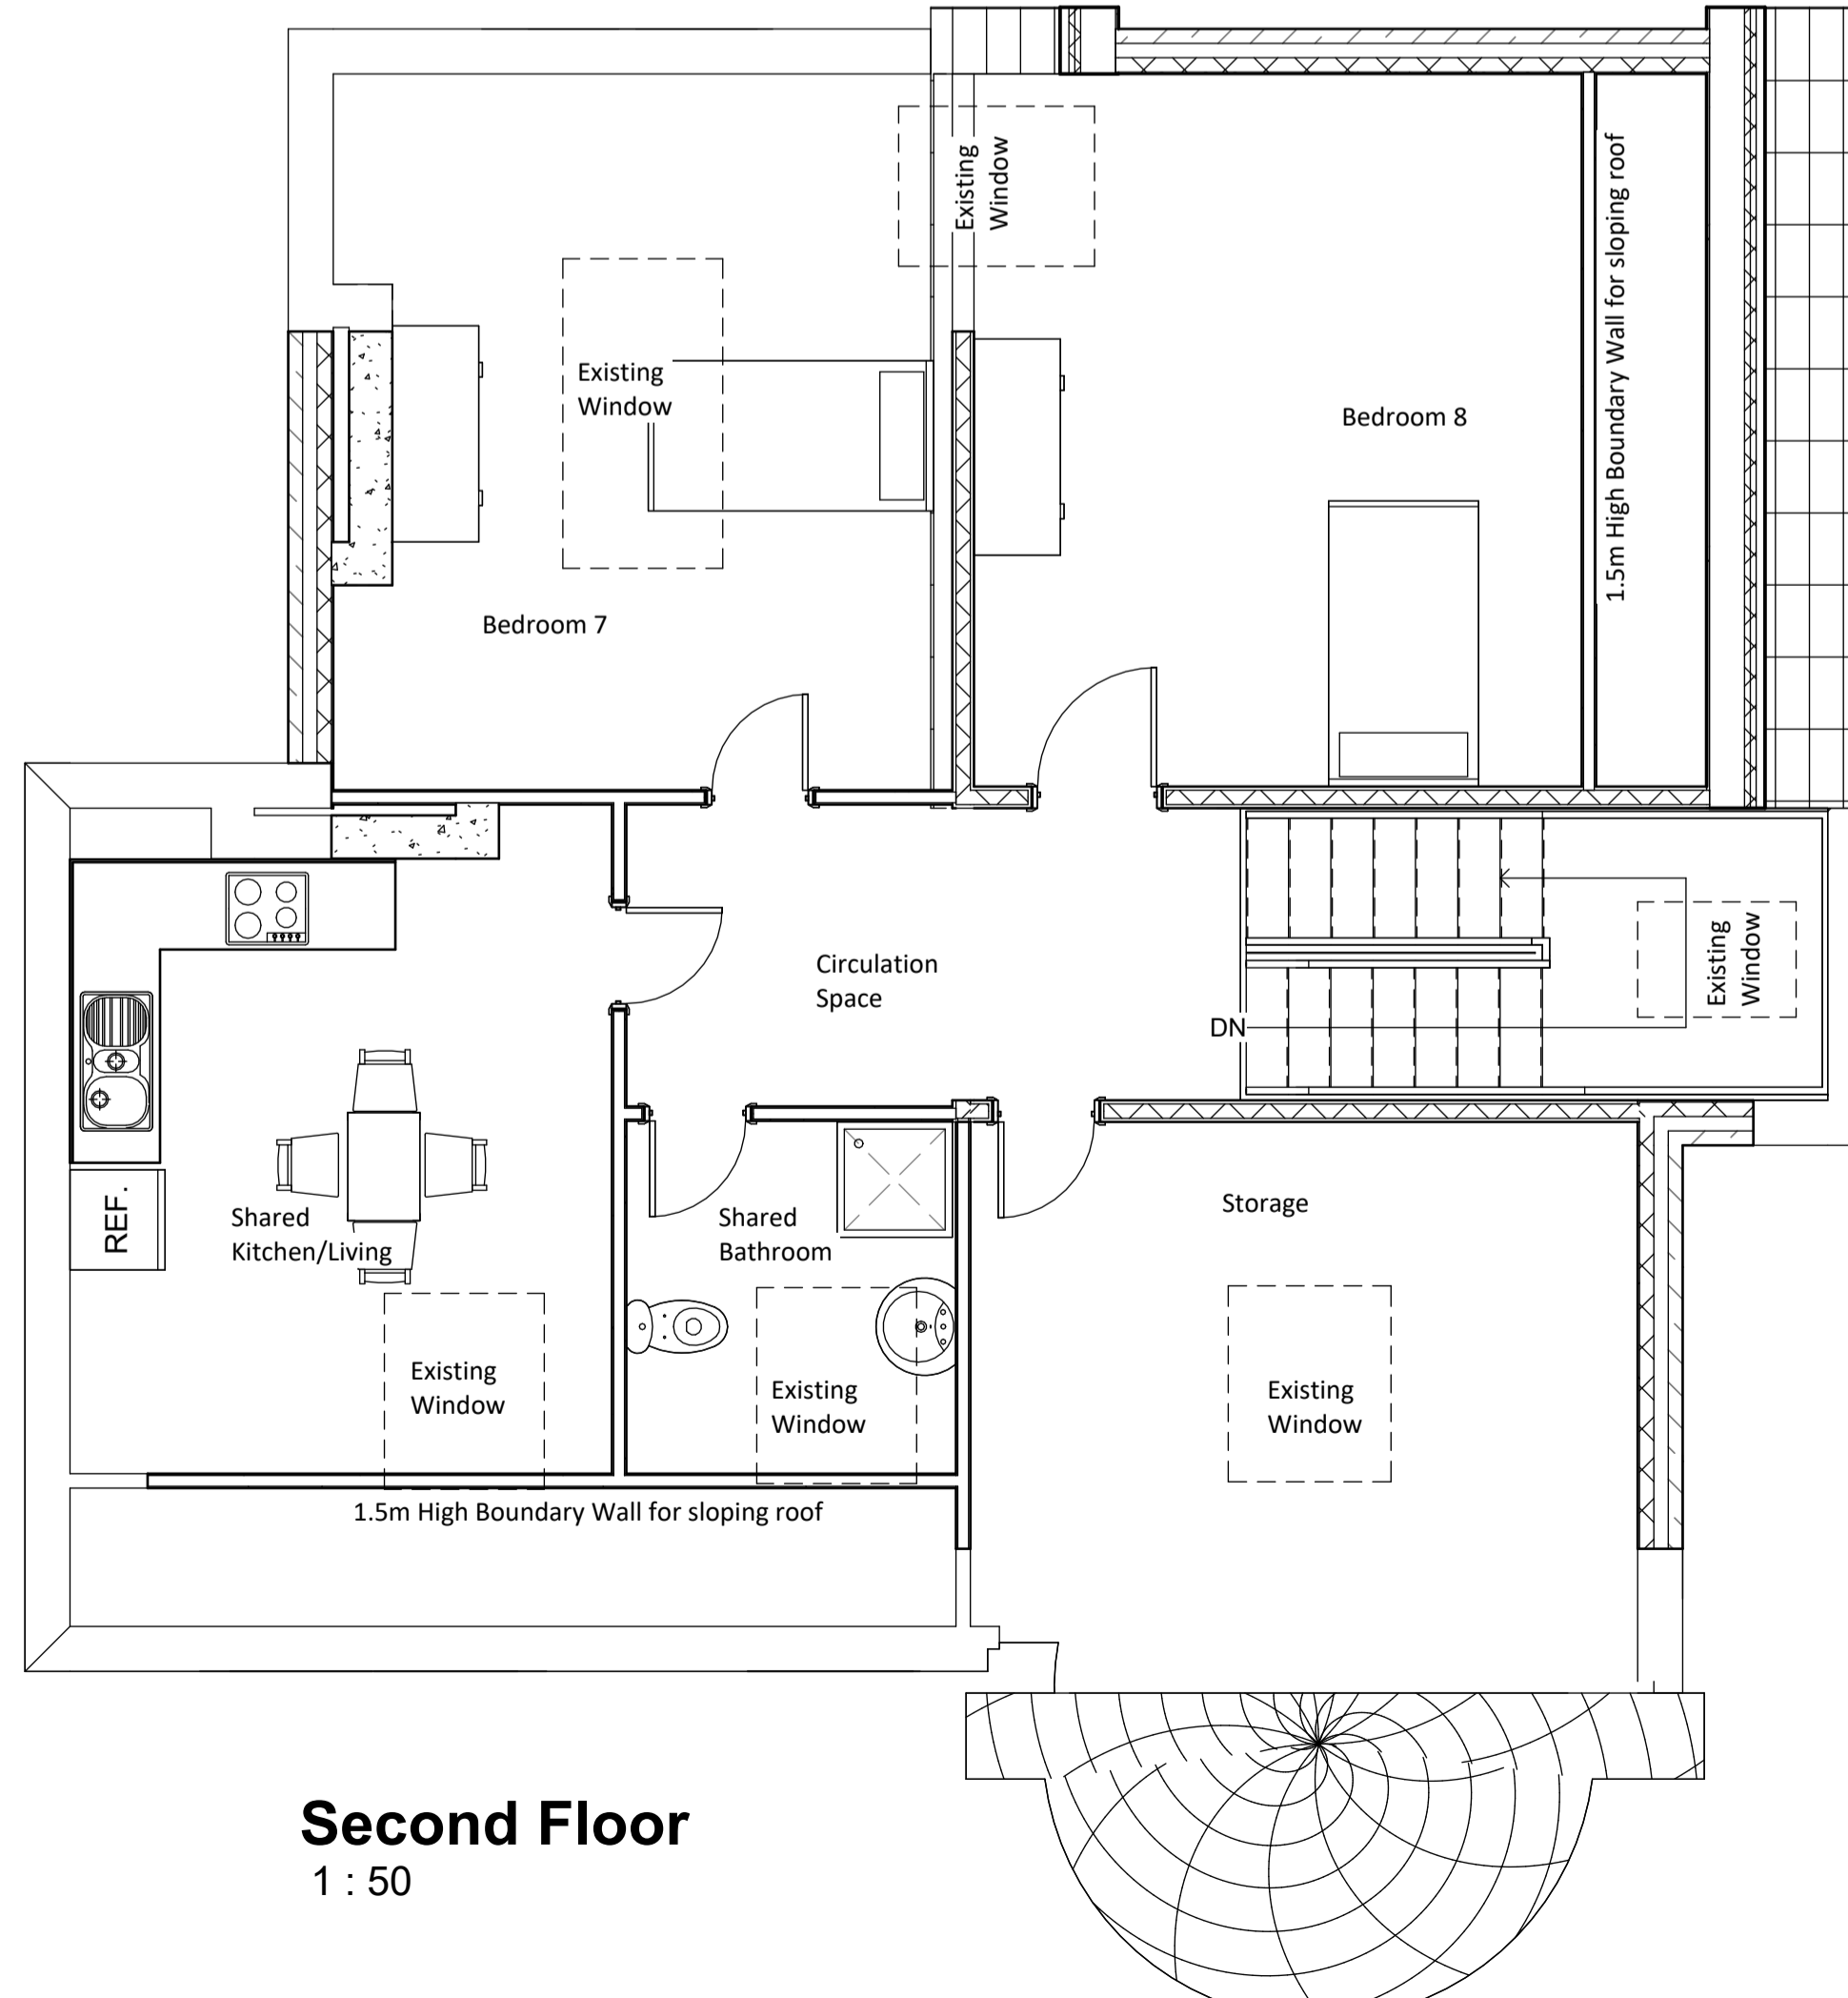 Existing
Window
1.5m High Boundary Wall for sloping roof
Existing
Window
Bedroom 8
Bedroom 7
Circulation
Space
Existing
Window
DN
REF.
Shared
Kitchen/Living
Shared
Bathroom
Storage
Existing
Window
Existing
Window
Existing
Window
1.5m High Boundary Wall for sloping roof
Second Floor
1 : 50